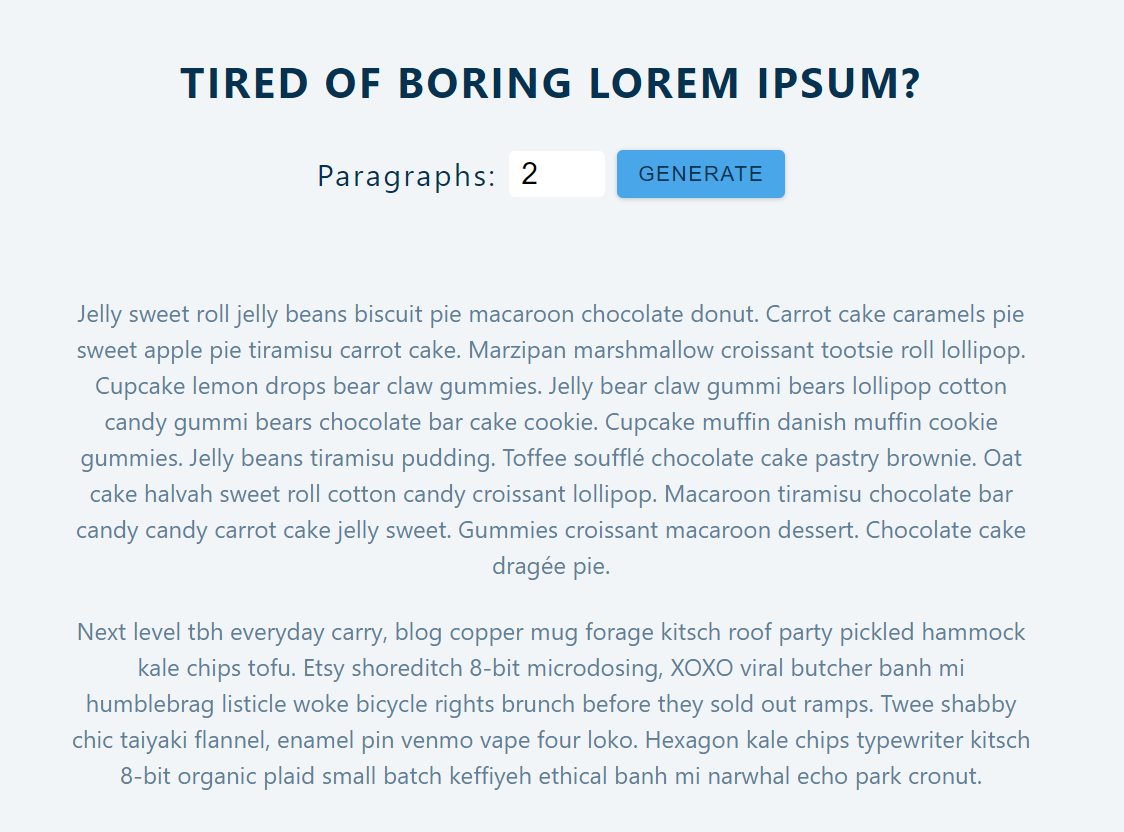 TIRED OF BORING LOREM IPSUM?
Paragraphs: 2 GENERATE
Jelly sweet roll jelly beans biscuit pie macaroon chocolate donut. Carrot cake caramels pie
sweet apple pie tiramisu carrot cake. Marzipan marshmallow croissant tootsie roll lollipop.
Cupcake lemon drops bear claw gummies. Jelly bear claw gummi bears lollipop cotton
candy gummi bears chocolate bar cake cookie. Cupcake muffin danish muffin cookie
gummies. Jelly beans tiramisu pudding. Toffee soufflé chocolate cake pastry brownie. Oat
cake halvah sweet roll cotton candy croissant lollipop. Macaroon tiramisu chocolate bar
candy candy carrot cake jelly sweet. Gummies croissant macaroon dessert. Chocolate cake
dragée pie.
Next level tbh everyday carry, blog copper mug forage kitsch roof party pickled hammock
kale chips tofu. Etsy shoreditch 8-bit microdosing, XOXO viral butcher banh mi
humblebrag listicle woke bicycle rights brunch before they sold out ramps. Twee shabby
chic taiyaki flannel, enamel pin venmo vape four loko. Hexagon kale chips typewriter kitsch
8-bit organic plaid small batch keffiyeh ethical banh mi narwhal echo park cronut.